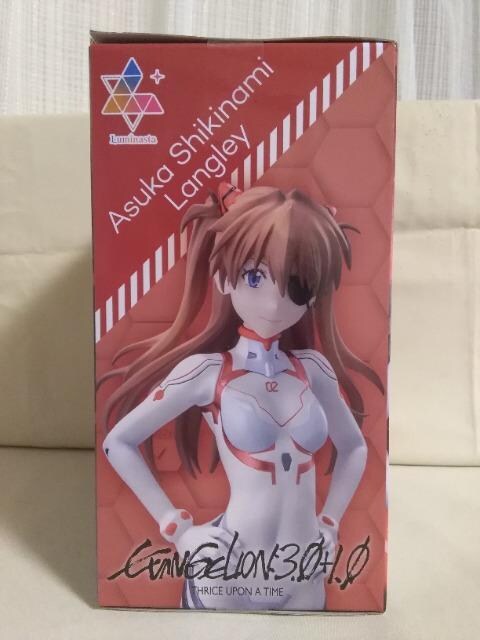 Luminasta
Asuka Shikinami
Langley
02
EVANGELION:3.0+1.0
THRICE UPON A TIME